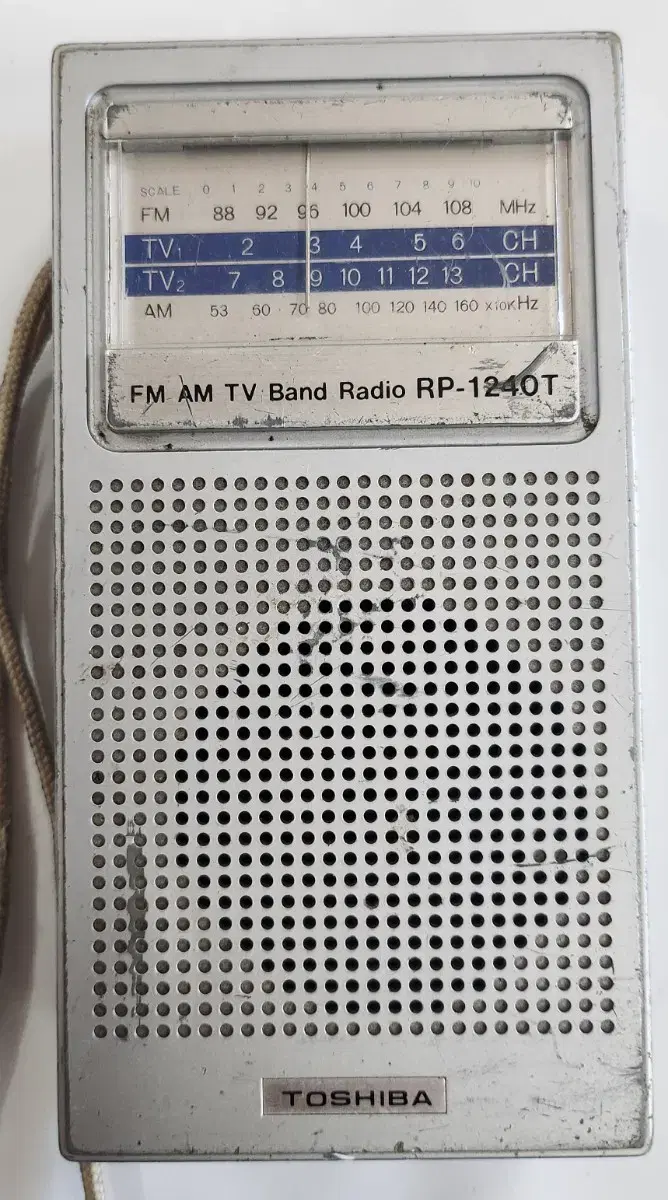 SCALE 0 1 2 3 4 5 6 7 8 9 10
FM 88 92 96 100 104 108 MHz
TV1 2 3 4 5 6 CH
TV2 7 8 9 10 11 12 13 CH
AM 53 60 70 80 100 120 140 160 x10KHz
FM AM TV Band Radio RP-1240T
TOSHIBA